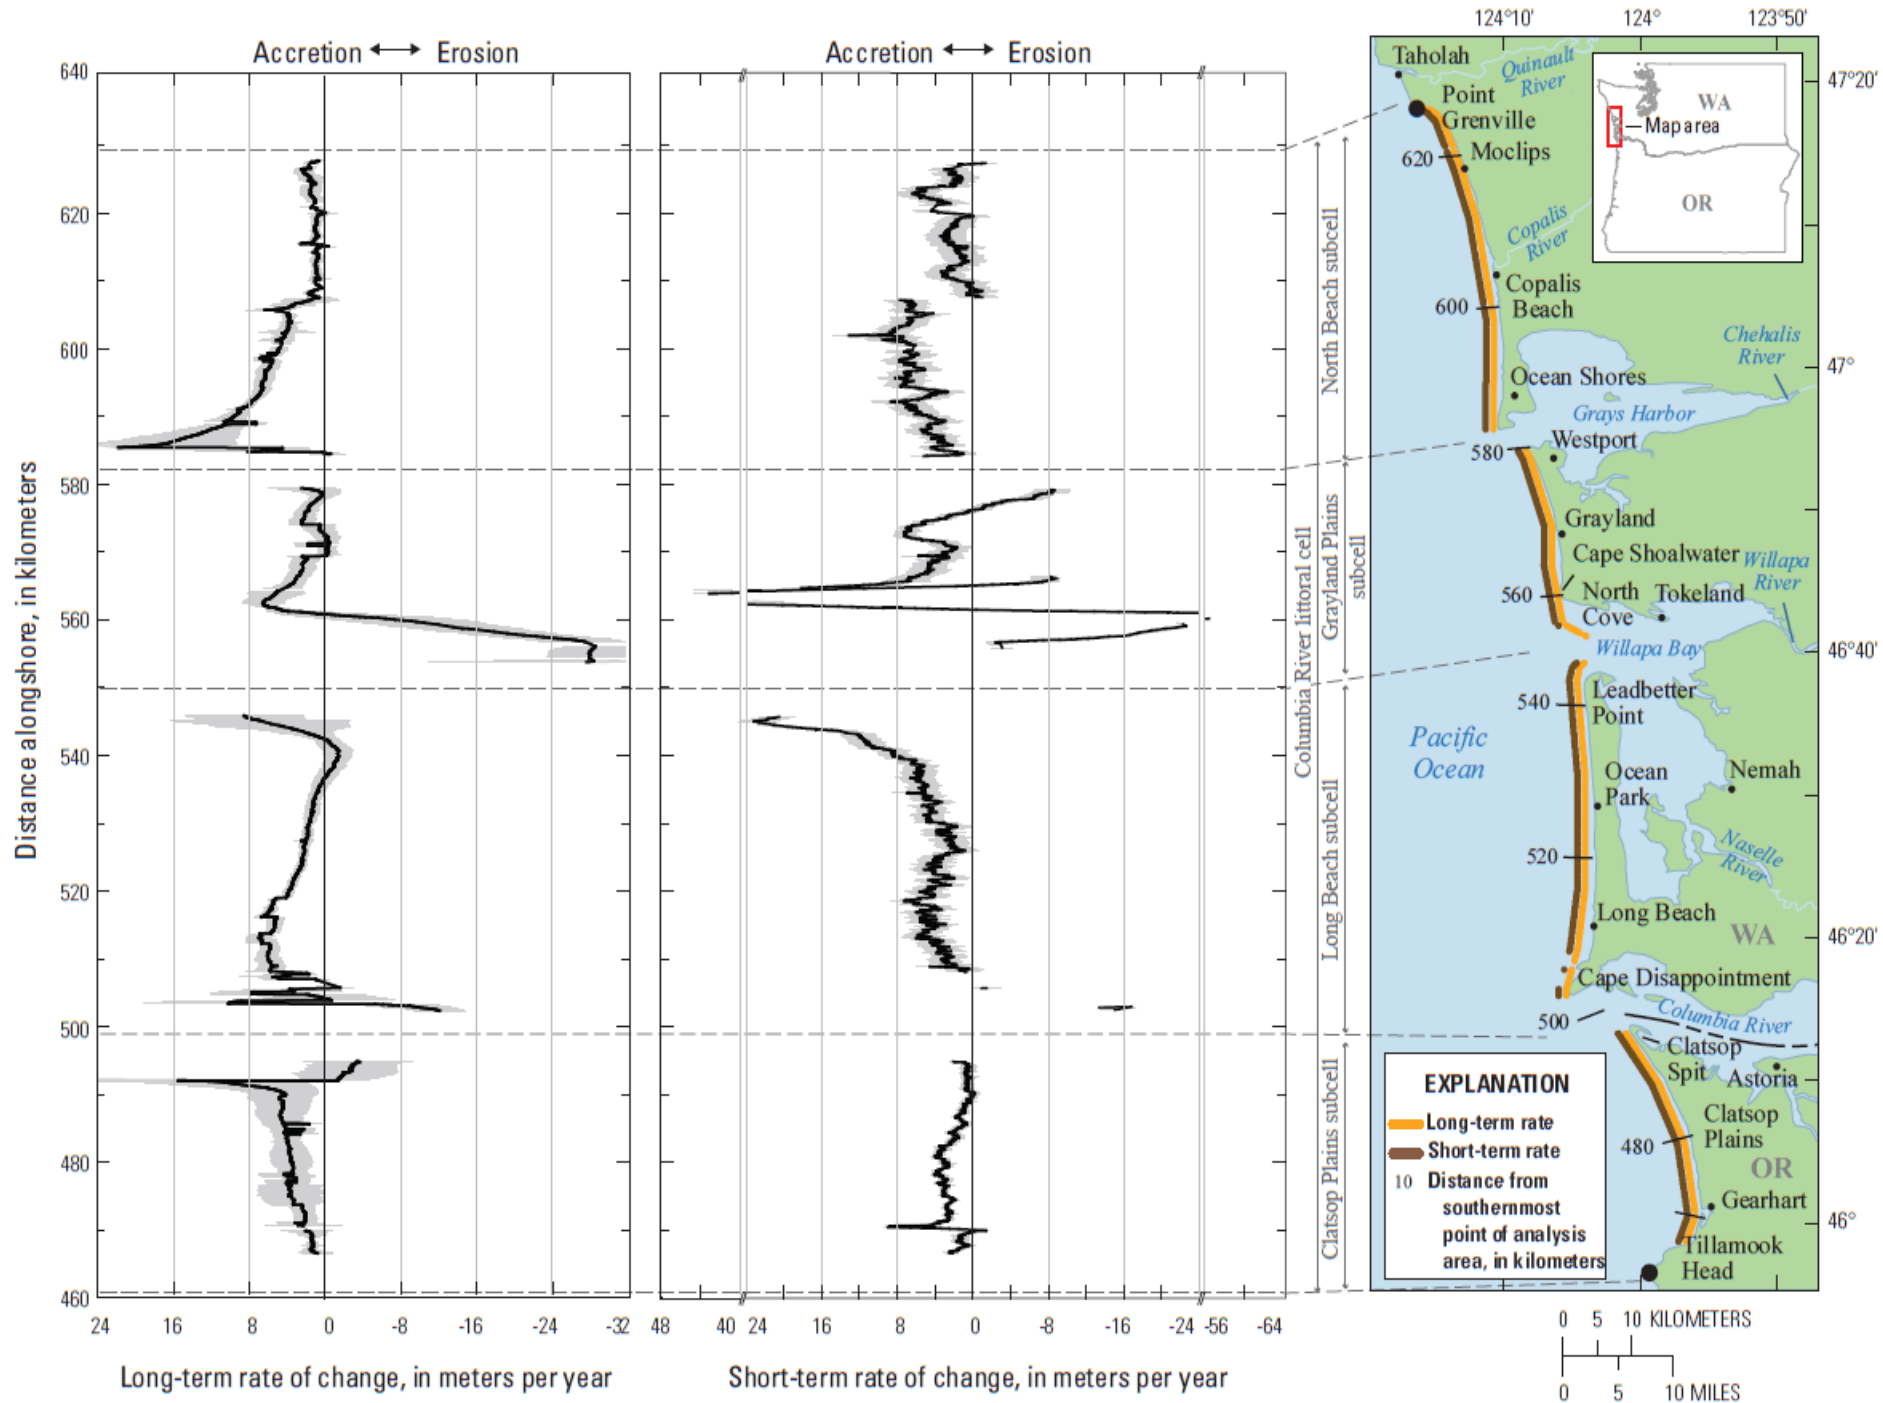 Accretion ↔ Erosion
640
620
600
580
560
540
520
500
480
460
24 16 8 0 -8 -16 -24 -32
Distance alongshore, in kilometers
Long-term rate of change, in meters per year
Accretion ↔ Erosion
48 40 24 16 8 0 -8 -16 -24 -56 -64
Short-term rate of change, in meters per year
Columbia River littoral cell
North Beach subcell
Grayland Plains
subcell
Long Beach subcell
Clatsop Plains subcell
124°10' 124° 123°50'
47°20'
47°
46°40'
46°20'
46°
Taholah
Quinault
River
Point
Grenville
620
Moclips
Copalis
River
Copalis
Beach
600
Chehalis
River
Ocean Shores
Grays Harbor
Westport
580
Grayland
Cape Shoalwater
Willapa
River
560
North
Cove
Tokeland
Willapa Bay
540
Leadbetter
Point
Pacific
Ocean
Ocean
Park
Nemah
520
Naselle
River
Long Beach
WA
Cape Disappointment
500
Columbia River
Clatsop
Spit
Astoria
Clatsop
Plains
480
OR
Gearhart
Tillamook
Head
WA
Map area
OR
EXPLANATION
Long-term rate
Short-term rate
10 Distance from
southernmost
point of analysis
area, in kilometers
0 5 10 KILOMETERS
0 5 10 MILES